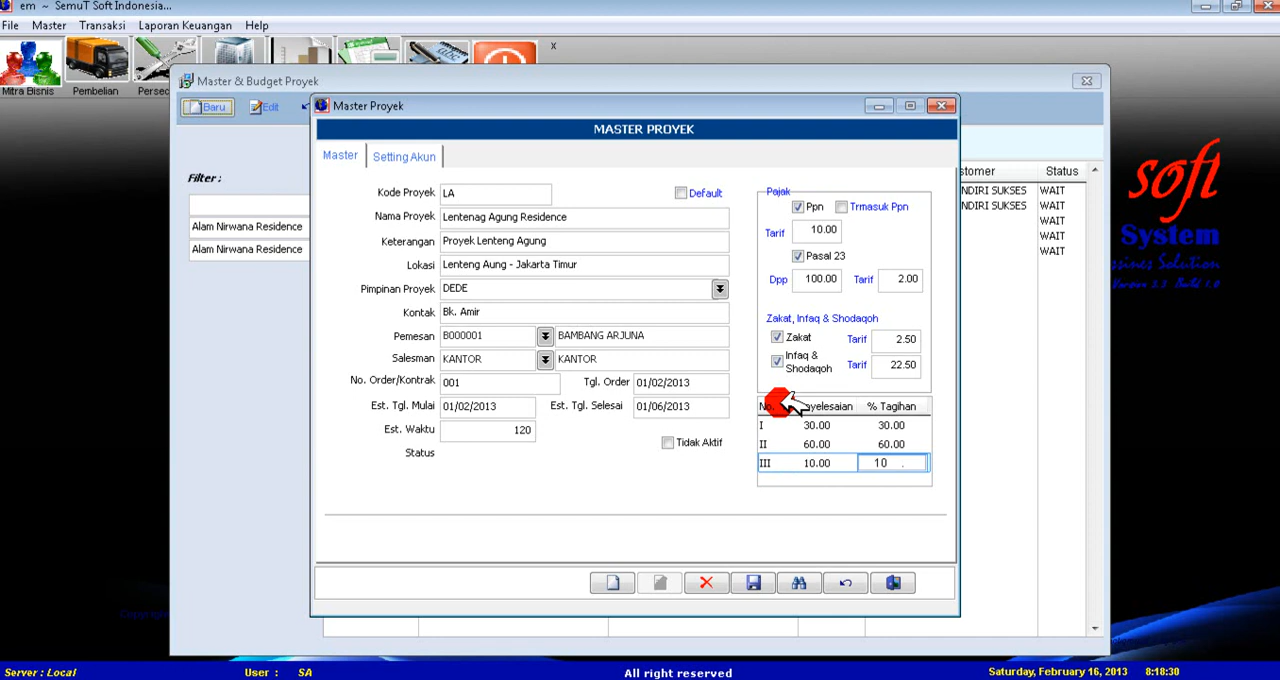 em ~ SemuT Soft Indonesia...
File Master Transaksi Laporan Keuangan Help
x
Mitra Bisnis Pembelian Persec
Master & Budget Proyek
Baru Edit
Master Proyek
MASTER PROYEK
Master Setting Akun
Filter :
Alam Nirwana Residence
Alam Nirwana Residence
Kode Proyek LA Default
Nama Proyek Lentenag Agung Residence
Keterangan Proyek Lenteng Agung
Lokasi Lenteng Aung - Jakarta Timur
Pimpinan Proyek DEDE
Kontak Bk. Amir
Pemesan B000001 BAMBANG ARJUNA
Salesman KANTOR KANTOR
No. Order/Kontrak 001 Tgl. Order 01/02/2013
Est. Tgl. Mulai 01/02/2013 Est. Tgl. Selesai 01/06/2013
Est. Waktu 120 Tidak Aktif
Status
Pajak
Ppn Trmasuk Ppn
Tarif 10.00
Pasal 23
Dpp 100.00 Tarif 2.00
Zakat, Infaq & Shodaqoh
Zakat Tarif 2.50
Infaq & Shodaqoh Tarif 22.50
No. yelesaian % Tagihan
I 30.00 30.00
II 60.00 60.00
III 10.00 10 .
stomer Status
NDIRI SUKSES WAIT
NDIRI SUKSES WAIT
WAIT
WAIT
WAIT
soft
System
ssines Solution
Server : Local User : SA All right reserved Saturday, February 16, 2013 8:18:30